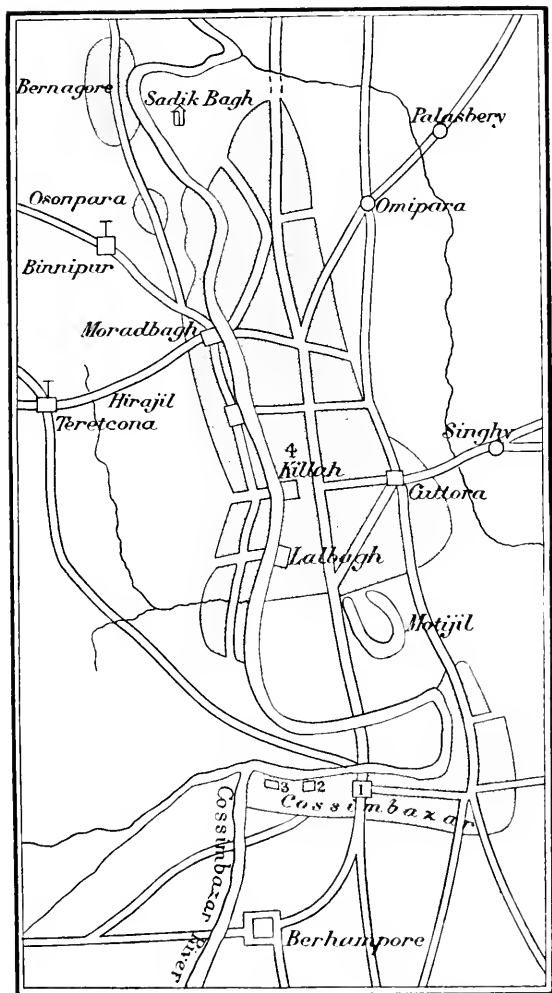 Bernagore
Sadik Bagh
Palasbery
Osonpara
Omipara
Binnipur
Moradbagh
Hirajil
Teretcona
Singhy
4
Killah
Cuttora
Lalbagh
Motijil
3
2
1
Cossimbazar
Cossimbazar River
Berhampore